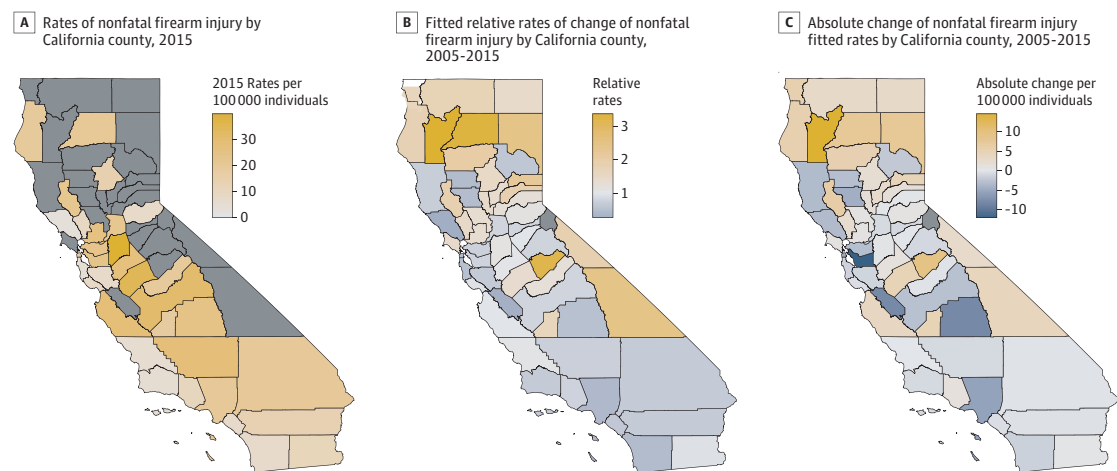 A Rates of nonfatal firearm injury by
California county, 2015
2015 Rates per
100 000 individuals
30
20
10
0
B Fitted relative rates of change of nonfatal
firearm injury by California county,
2005-2015
Relative
rates
3
2
1
C Absolute change of nonfatal firearm injury
fitted rates by California county, 2005-2015
Absolute change per
100 000 individuals
10
5
0
-5
-10